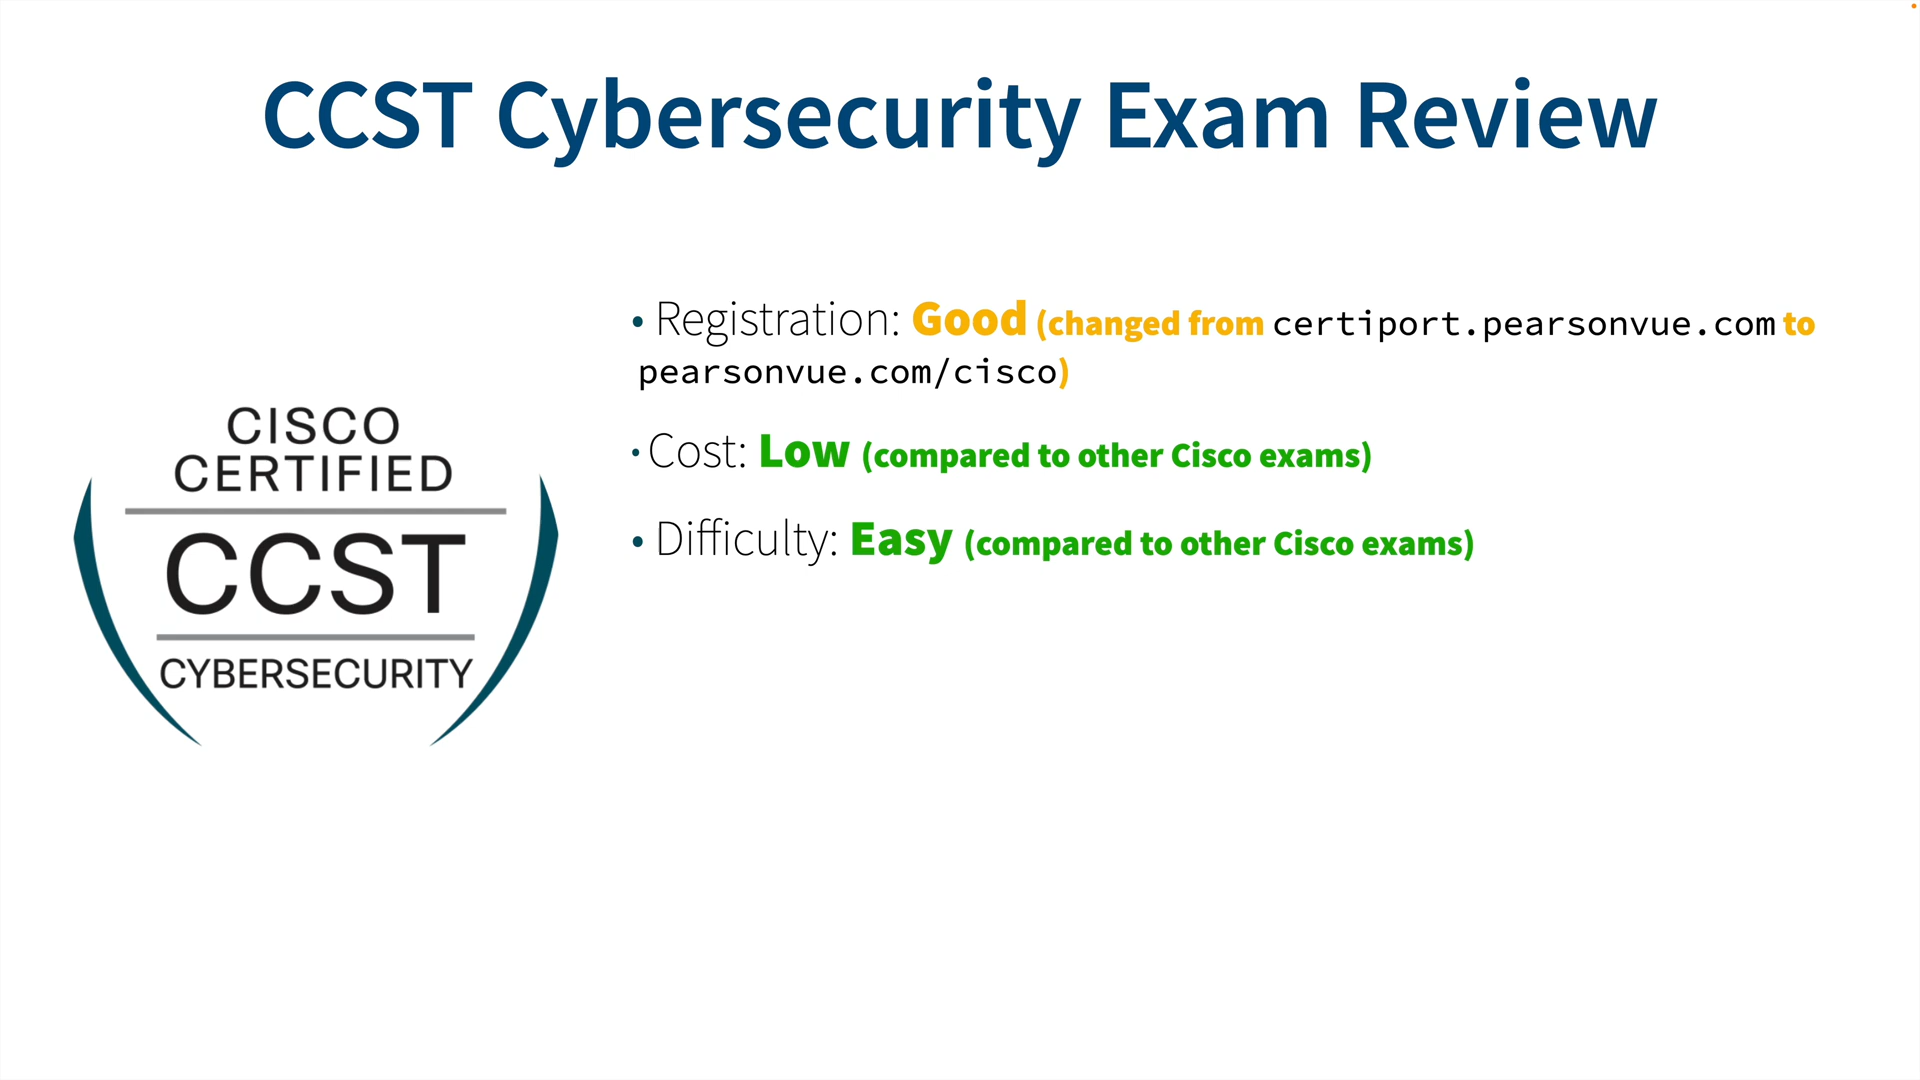 CCST Cybersecurity Exam Review
• Registration: Good (changed from certiport.pearsonvue.com to
pearsonvue.com/cisco)
• Cost: Low (compared to other Cisco exams)
• Difficulty: Easy (compared to other Cisco exams)
CISCO
CERTIFIED
CCST
CYBERSECURITY